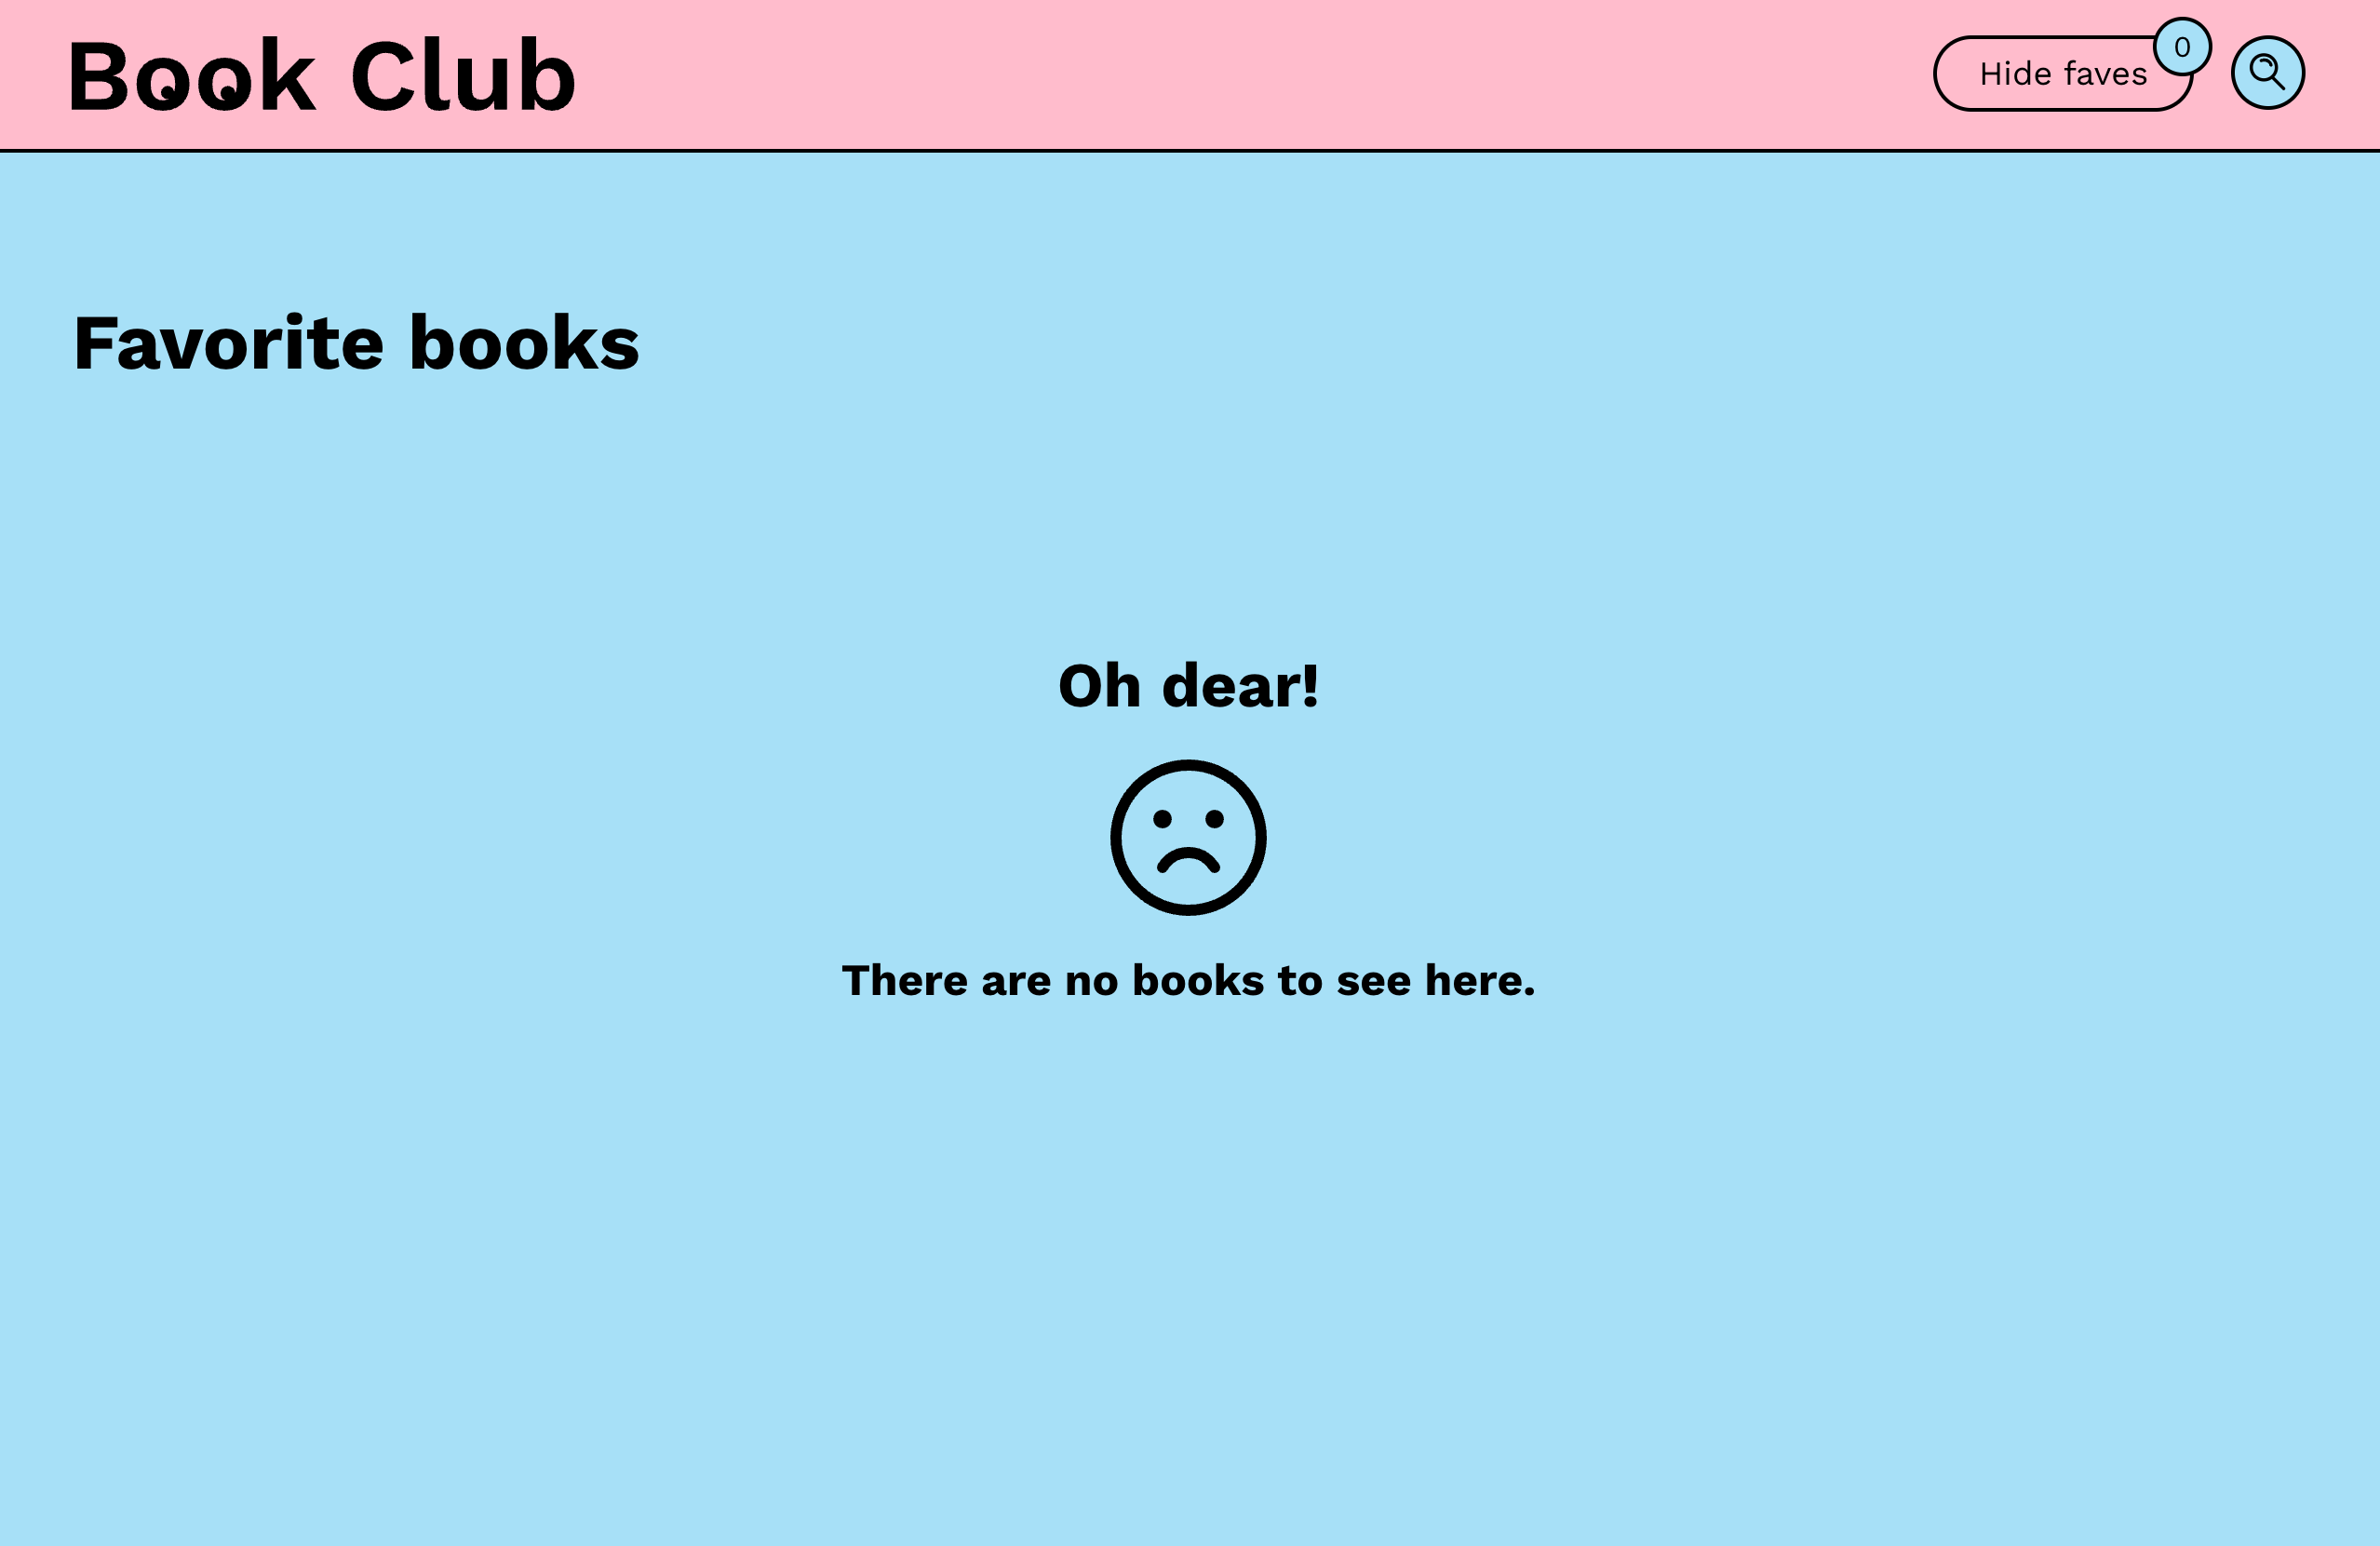 Book Club
Hide faves
0
Favorite books
Oh dear!
There are no books to see here.